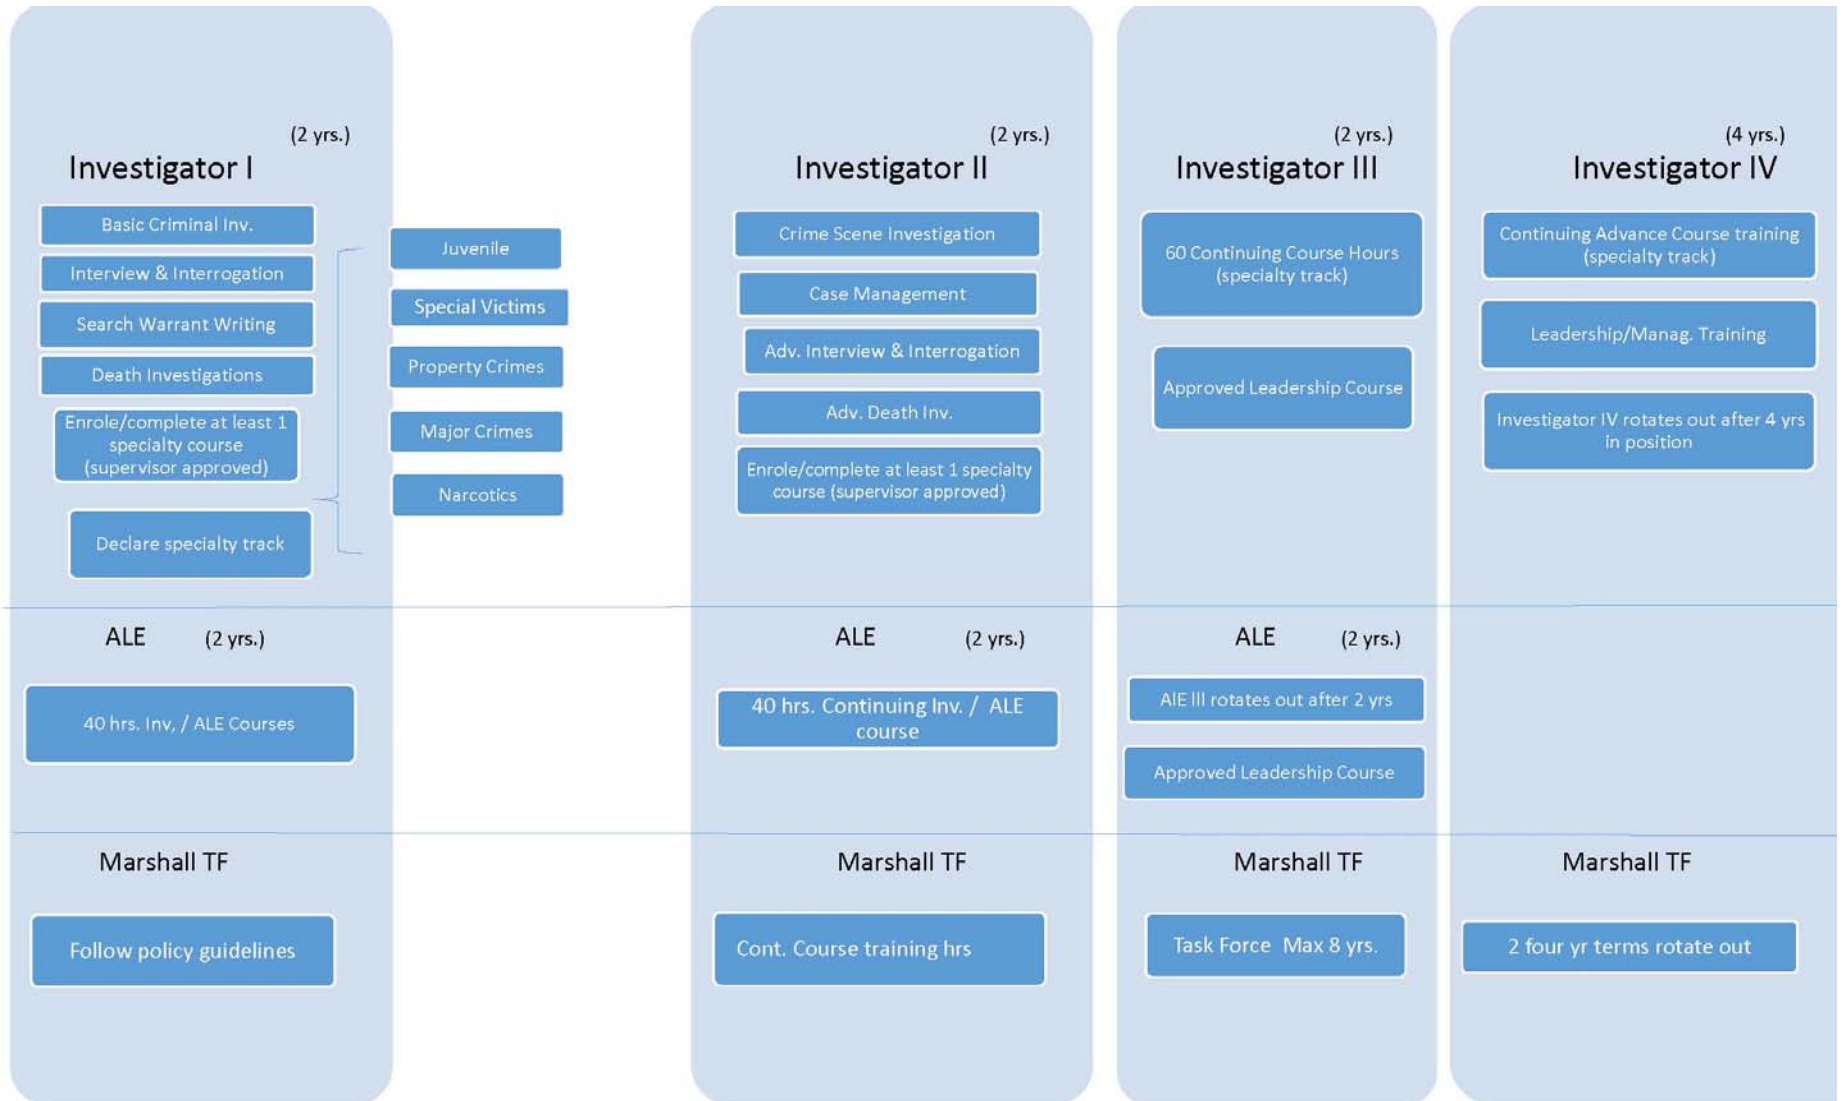 (2 yrs.)
Investigator I
Basic Criminal Inv.
Interview & Interrogation
Search Warrant Writing
Death Investigations
Enrole/complete at least 1
specialty course
(supervisor approved)
Declare specialty track
Juvenile
Special Victims
Property Crimes
Major Crimes
Narcotics
(2 yrs.)
Investigator II
Crime Scene Investigation
Case Management
Adv. Interview & Interrogation
Adv. Death Inv.
Enrole/complete at least 1 specialty
course (supervisor approved)
(2 yrs.)
Investigator III
60 Continuing Course Hours
(specialty track)
Approved Leadership Course
(4 yrs.)
Investigator IV
Continuing Advance Course training
(specialty track)
Leadership/Manag. Training
Investigator IV rotates out after 4 yrs
in position
ALE (2 yrs.)
40 hrs. Inv, / ALE Courses
ALE (2 yrs.)
40 hrs. Continuing Inv. / ALE
course
ALE (2 yrs.)
AlE III rotates out after 2 yrs
Approved Leadership Course
Marshall TF
Follow policy guidelines
Marshall TF
Cont. Course training hrs
Marshall TF
Task Force Max 8 yrs.
Marshall TF
2 four yr terms rotate out